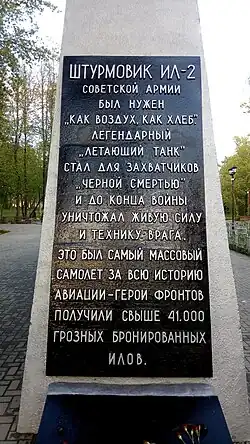 ШТУРМОВИК ИЛ-2
СОВЕТСКОЙ АРМИИ
БЫЛ НУЖЕН
„КАК ВОЗДУХ, КАК ХЛЕБ"
ЛЕГЕНДАРНЫЙ
„ЛЕТАЮЩИЙ ТАНК"
СТАЛ ДЛЯ ЗАХВАТЧИКОВ
„ЧЕРНОЙ СМЕРТЬЮ"
И ДО КОНЦА ВОЙНЫ
УНИЧТОЖАЛ ЖИВУЮ СИЛУ
И ТЕХНИКУ ВРАГА.
ЭТО БЫЛ САМЫЙ МАССОВЫЙ
САМОЛЕТ ЗА ВСЮ ИСТОРИЮ
АВИАЦИИ-ГЕРОИ ФРОНТОВ
ПОЛУЧИЛИ СВЫШЕ 41.000
ГРОЗНЫХ БРОНИРОВАННЫХ
ИЛОВ.